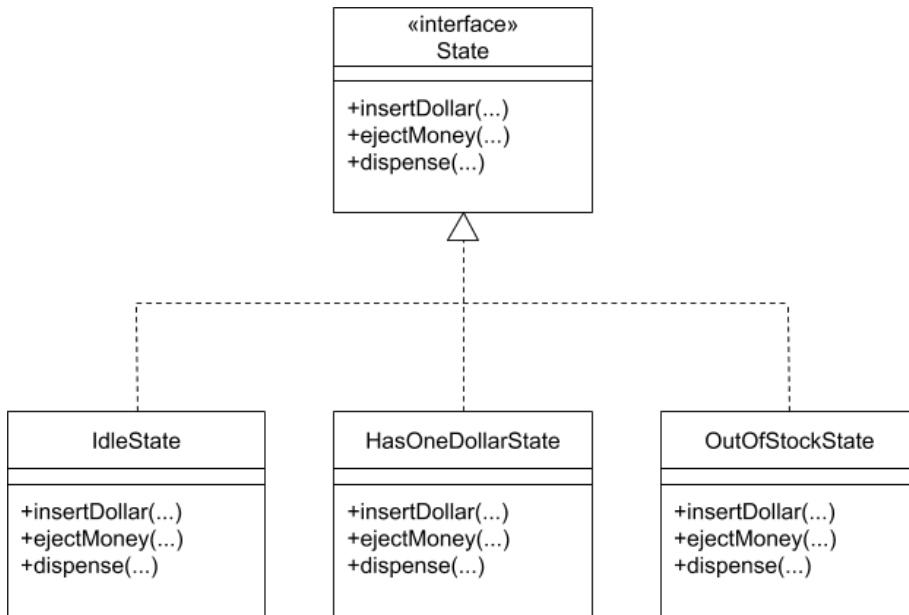 «interface»
State
+insertDollar(...)
+ejectMoney(...)
+dispense(...)
IdleState
+insertDollar(...)
+ejectMoney(...)
+dispense(...)
HasOneDollarState
+insertDollar(...)
+ejectMoney(...)
+dispense(...)
OutOfStockState
+insertDollar(...)
+ejectMoney(...)
+dispense(...)